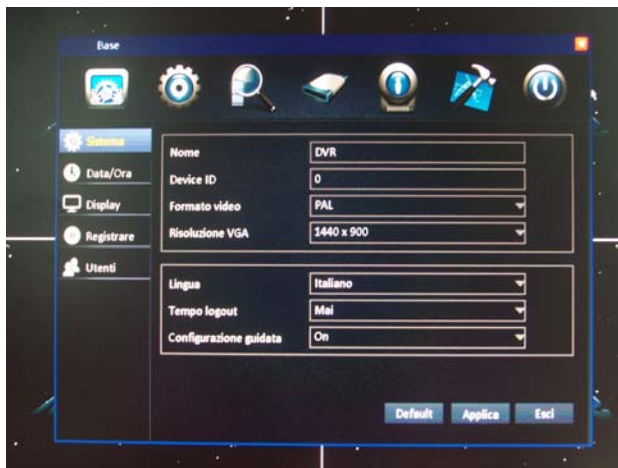 Base
Sistema
Data/Ora
Display
Registrare
Utenti
Nome DVR
Device ID 0
Formato video PAL
Risoluzione VGA 1440 x 900
Lingua Italiano
Tempo logout Mai
Configurazione guidata On
Default Applica Esci